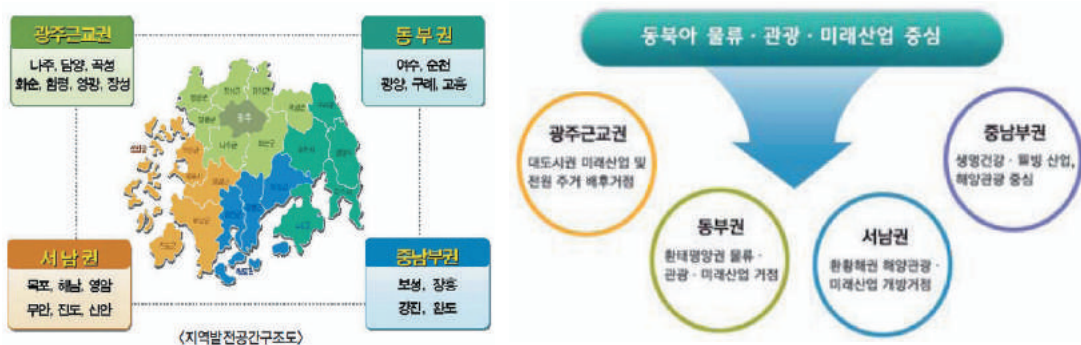 광주근교권
나주, 담양, 곡성
화순, 함평, 영광, 장성
동부권
여수, 순천
광양, 구례, 고흥
서남권
목포, 해남, 영암
무안, 진도, 신안
중남부권
보성, 장흥
강진, 완도
<지역발전공간구조도>
동북아 물류 · 관광 · 미래산업 중심
광주근교권
대도시권 미래산업 및
전원 주거 배후거점
동부권
환태평양권 물류 ·
관광 · 미래산업 거점
서남권
환황해권 해양관광 ·
미래산업 개방거점
중남부권
생명건강 · 웰빙 산업,
해양관광 중심